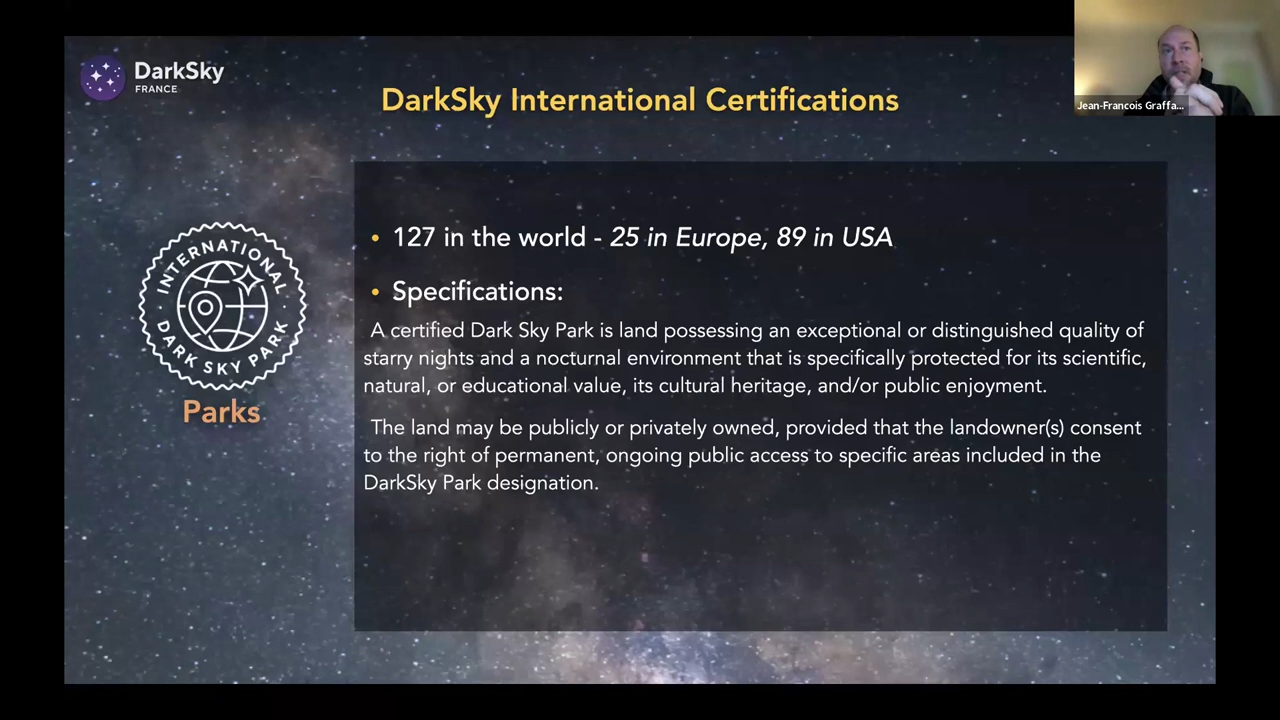 DarkSky
FRANCE
DarkSky International Certifications
Jean-Francois Graffa...
INTERNATIONAL
DARK SKY PARK
Parks
• 127 in the world - 25 in Europe, 89 in USA
• Specifications:
A certified Dark Sky Park is land possessing an exceptional or distinguished quality of
starry nights and a nocturnal environment that is specifically protected for its scientific,
natural, or educational value, its cultural heritage, and/or public enjoyment.
The land may be publicly or privately owned, provided that the landowner(s) consent
to the right of permanent, ongoing public access to specific areas included in the
DarkSky Park designation.